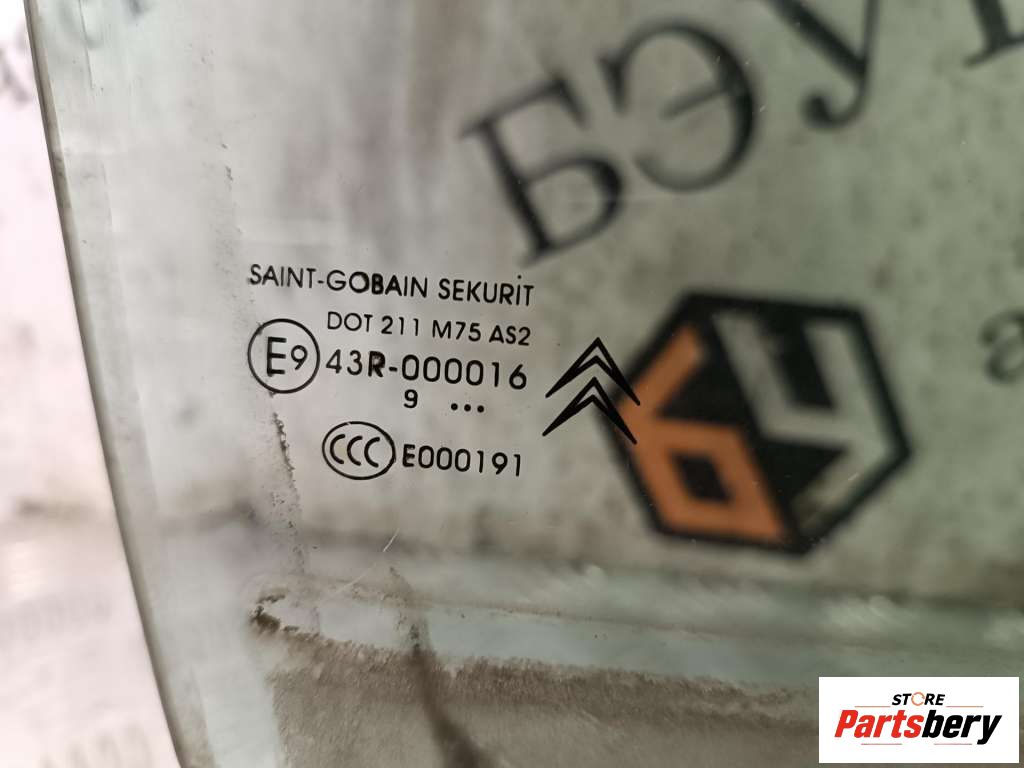 БЭУ
SAINT-GOBAIN SEKURIT
DOT 211 M75 AS2
E9 43R-000016
9 ...
CCC E000191
STORE
Partsbery